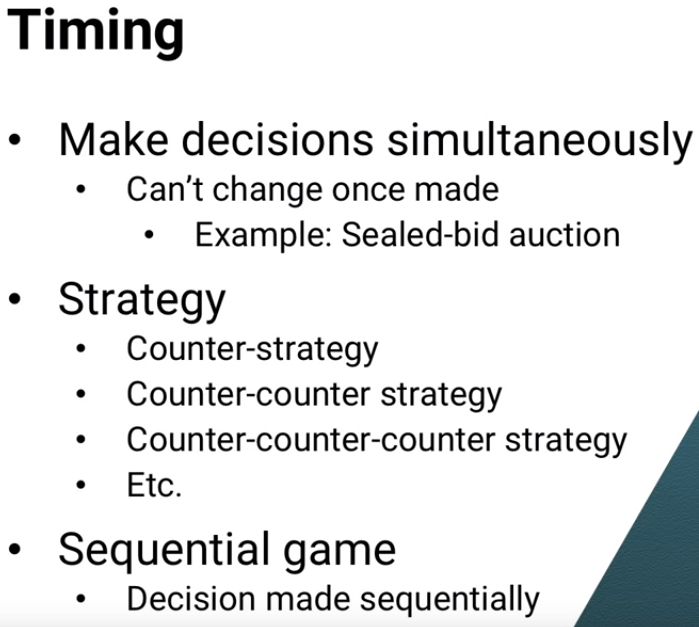 Timing
• Make decisions simultaneously
• Can't change once made
• Example: Sealed-bid auction
• Strategy
• Counter-strategy
• Counter-counter strategy
• Counter-counter-counter strategy
• Etc.
• Sequential game
• Decision made sequentially